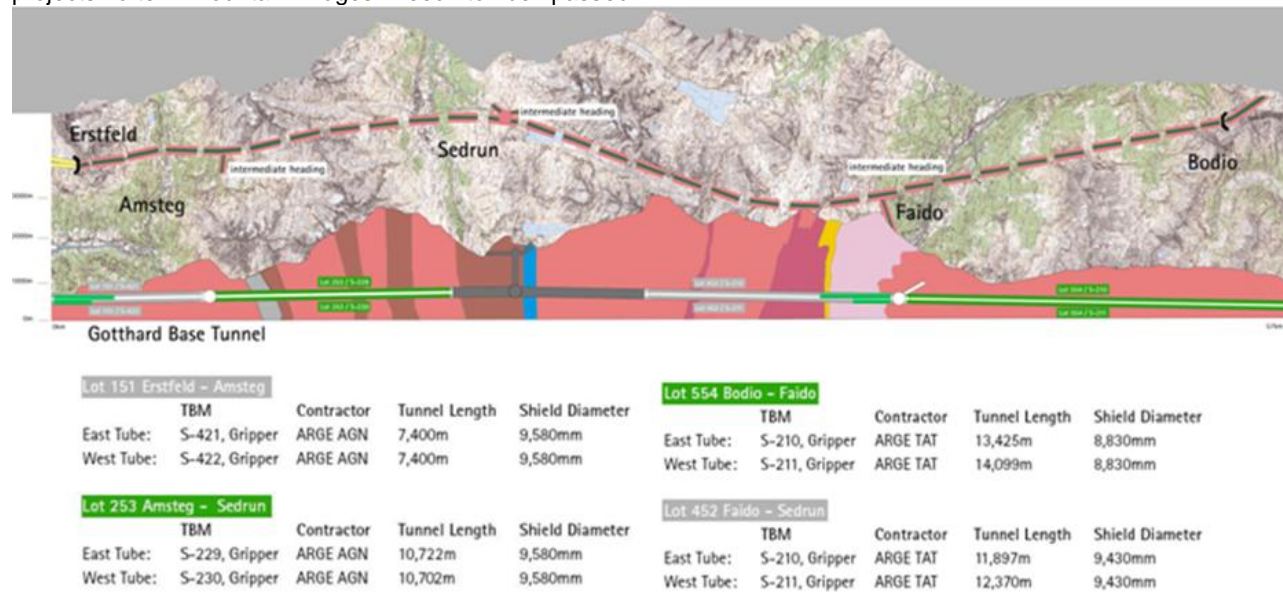 intermediate heading
Erstfeld
Sedrun
intermediate heading
intermediate heading
Bodio
Amsteg
Faido
Gotthard Base Tunnel
Lot 151 Erstfeld - Amsteg
TBM Contractor Tunnel Length Shield Diameter
East Tube: S-421, Gripper ARGE AGN 7,400m 9,580mm
West Tube: S-422, Gripper ARGE AGN 7,400m 9,580mm
Lot 253 Amsteg - Sedrun
TBM Contractor Tunnel Length Shield Diameter
East Tube: S-229, Gripper ARGE AGN 10,722m 9,580mm
West Tube: S-230, Gripper ARGE AGN 10,702m 9,580mm
Lot 554 Bodio - Faido
TBM Contractor Tunnel Length Shield Diameter
East Tube: S-210, Gripper ARGE TAT 13,425m 8,830mm
West Tube: S-211, Gripper ARGE TAT 14,099m 8,830mm
Lot 452 Faido - Sedrun
TBM Contractor Tunnel Length Shield Diameter
East Tube: S-210, Gripper ARGE TAT 11,897m 9,430mm
West Tube: S-211, Gripper ARGE TAT 12,370m 9,430mm